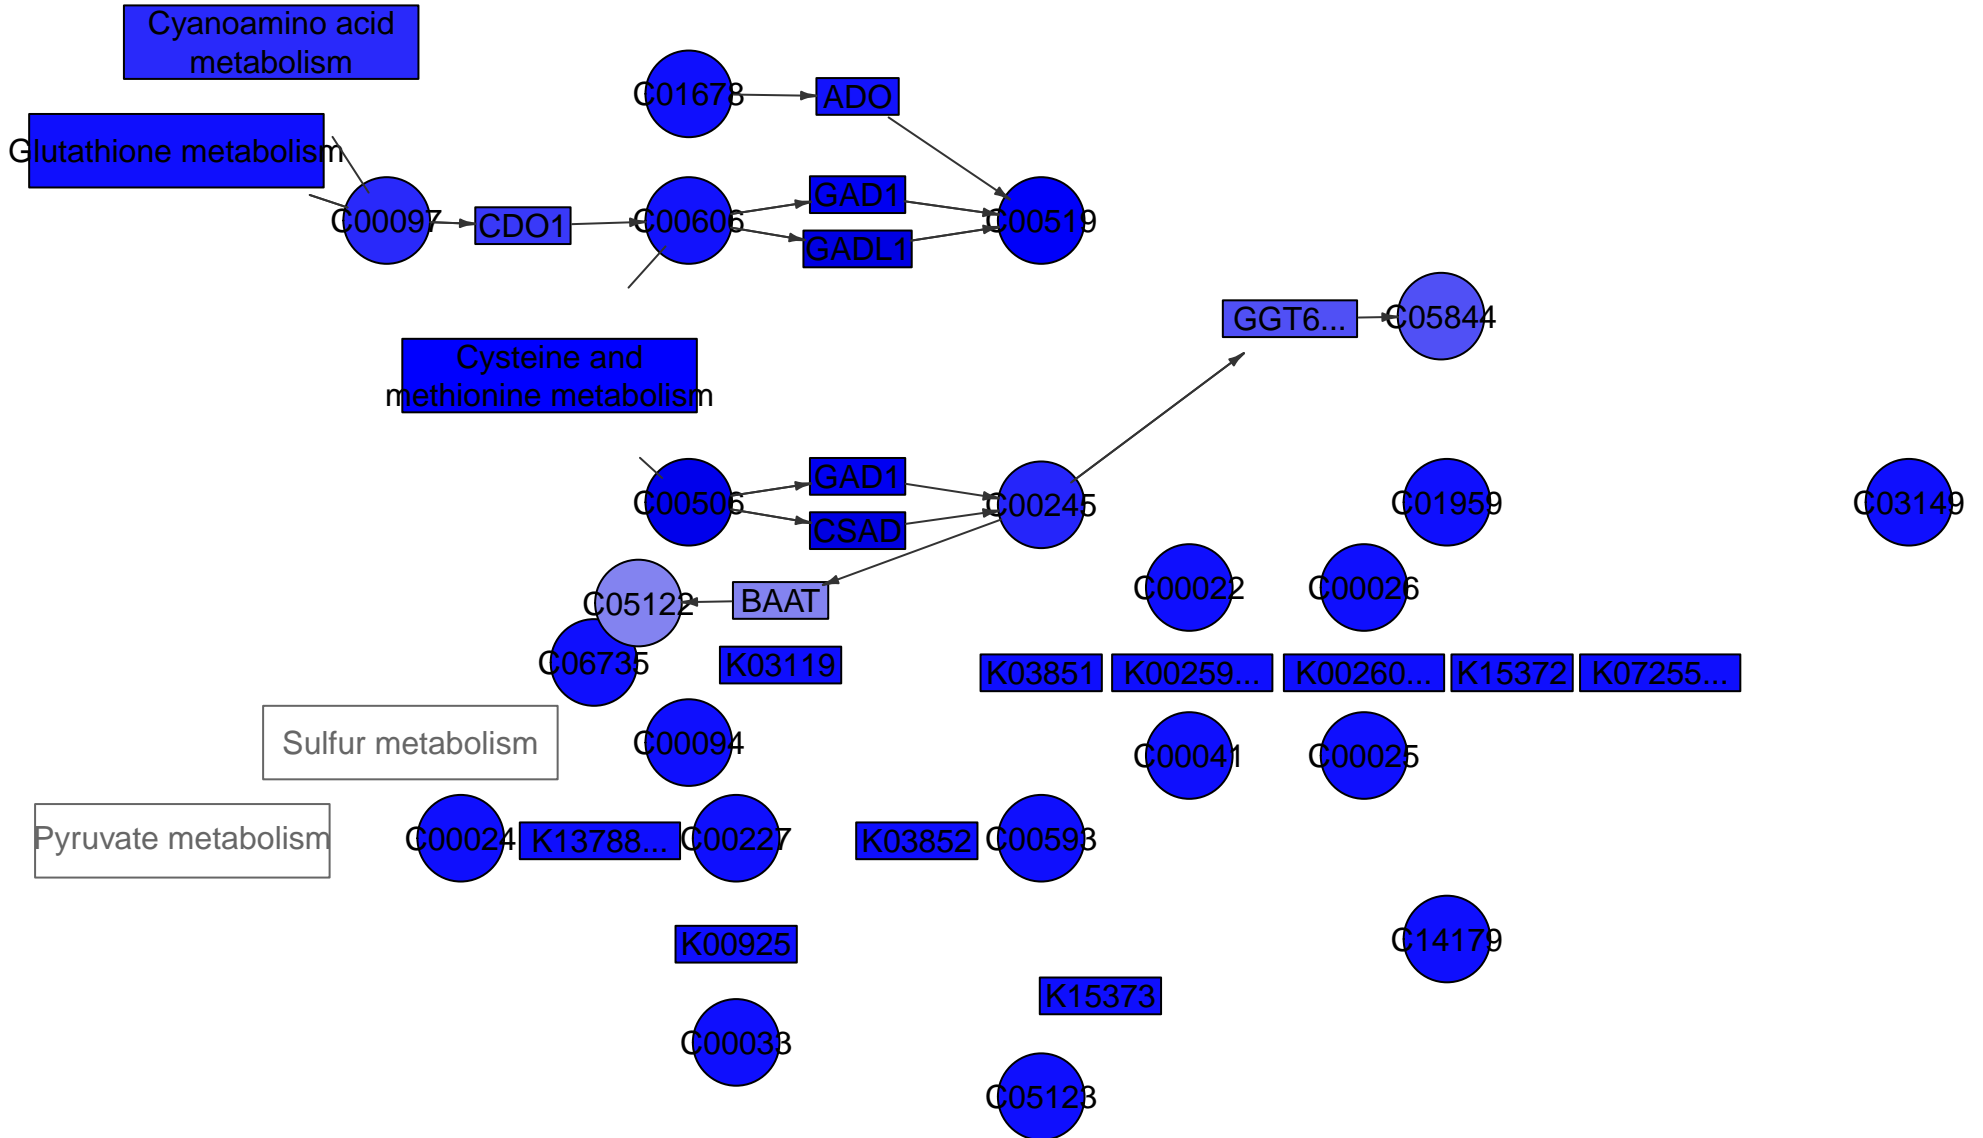 Cyanoamino acid
metabolism
C01678
ADO
Glutathione metabolism
C00097
CDO1
C00606
GAD1
GADL1
C00519
GGT6...
C05844
Cysteine and
methionine metabolism
C00506
GAD1
CSAD
C00245
C01959
C03149
C05122
BAAT
C00022
C00026
C06735
K03119
K03851
K00259...
K00260...
K15372
K07255...
Sulfur metabolism
C00094
C00041
C00025
Pyruvate metabolism
C00024
K13788...
C00227
K03852
C00593
K00925
C14179
K15373
C00033
C05123